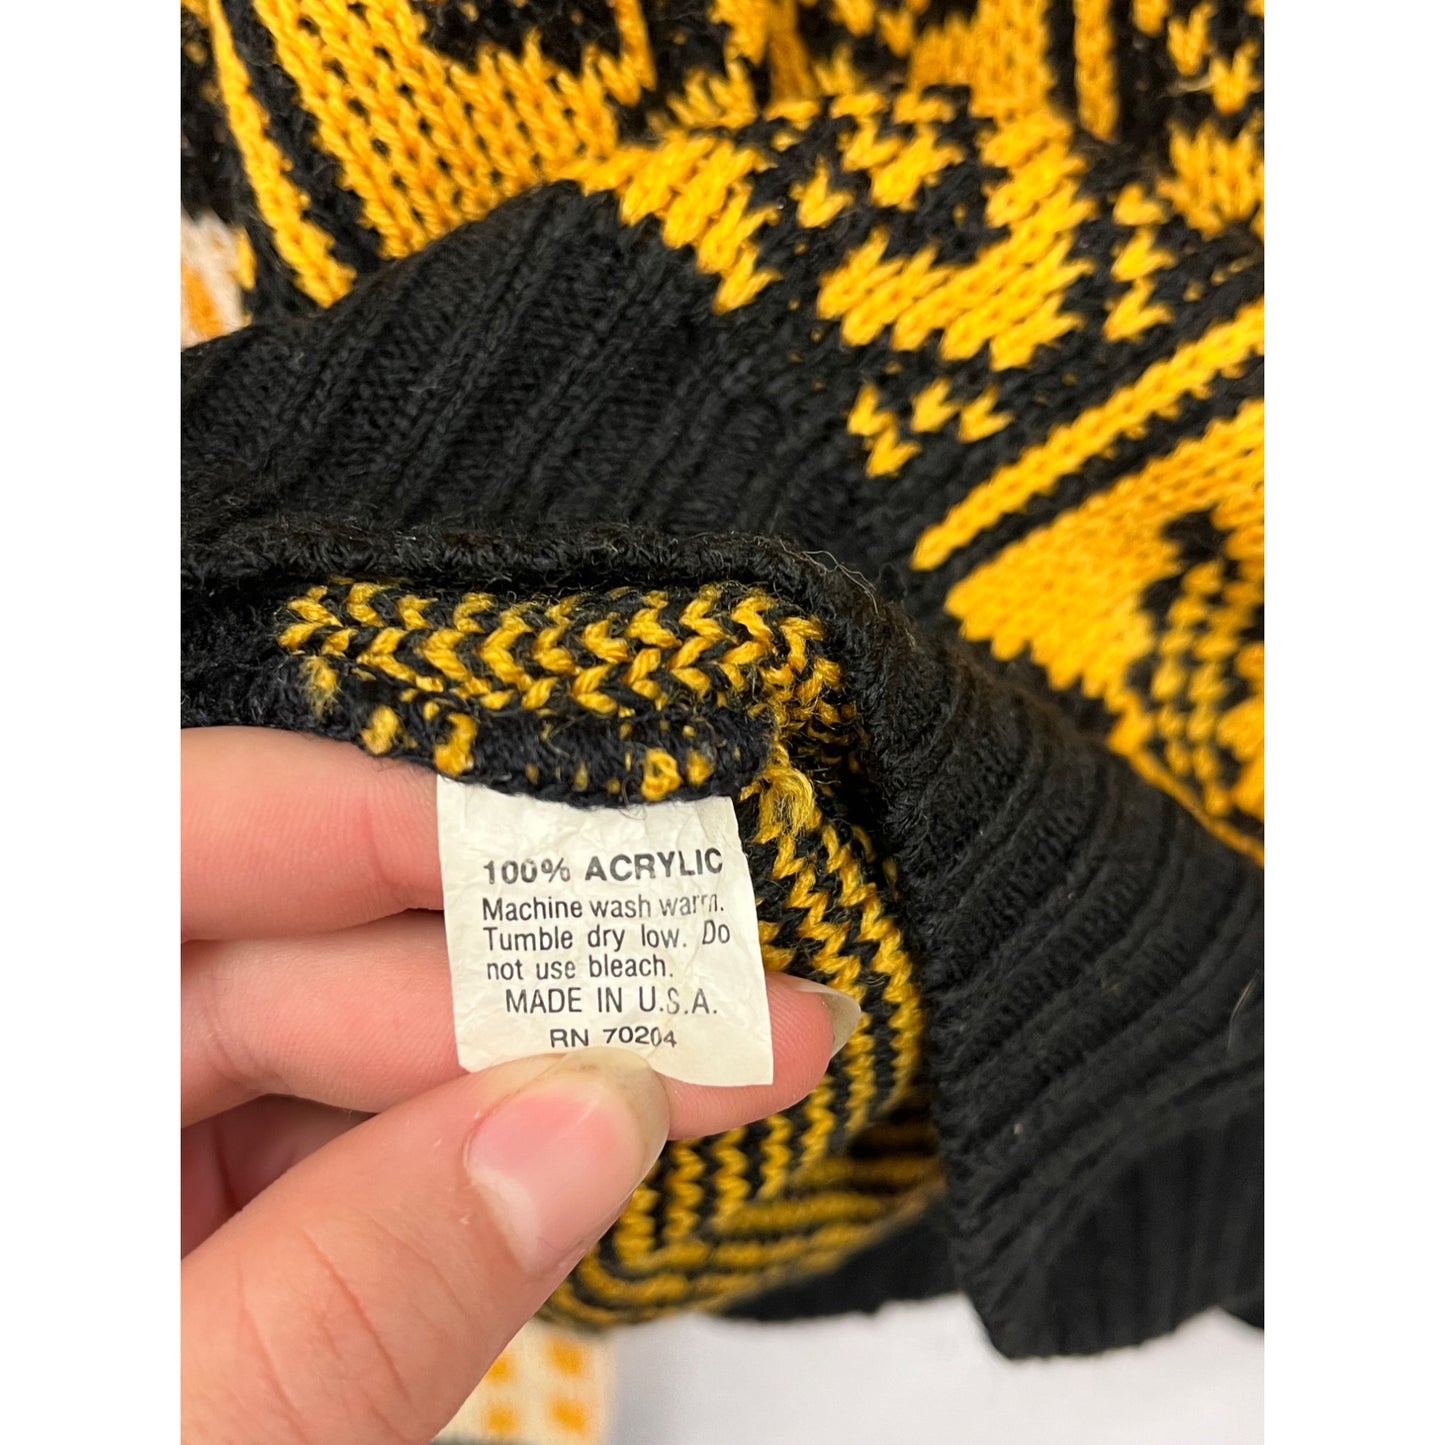 100% ACRYLIC
Machine wash warm.
Tumble dry low. Do
not use bleach.
MADE IN U.S.A.
RN 70204